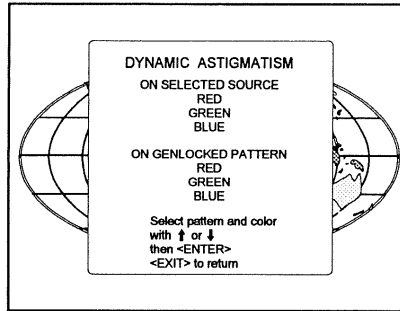 DYNAMIC ASTIGMATISM
ON SELECTED SOURCE
RED
GREEN
BLUE
ON GENLOCKED PATTERN
RED
GREEN
BLUE
Select pattern and color
with ↑ or ↓
then <ENTER>
<EXIT> to return